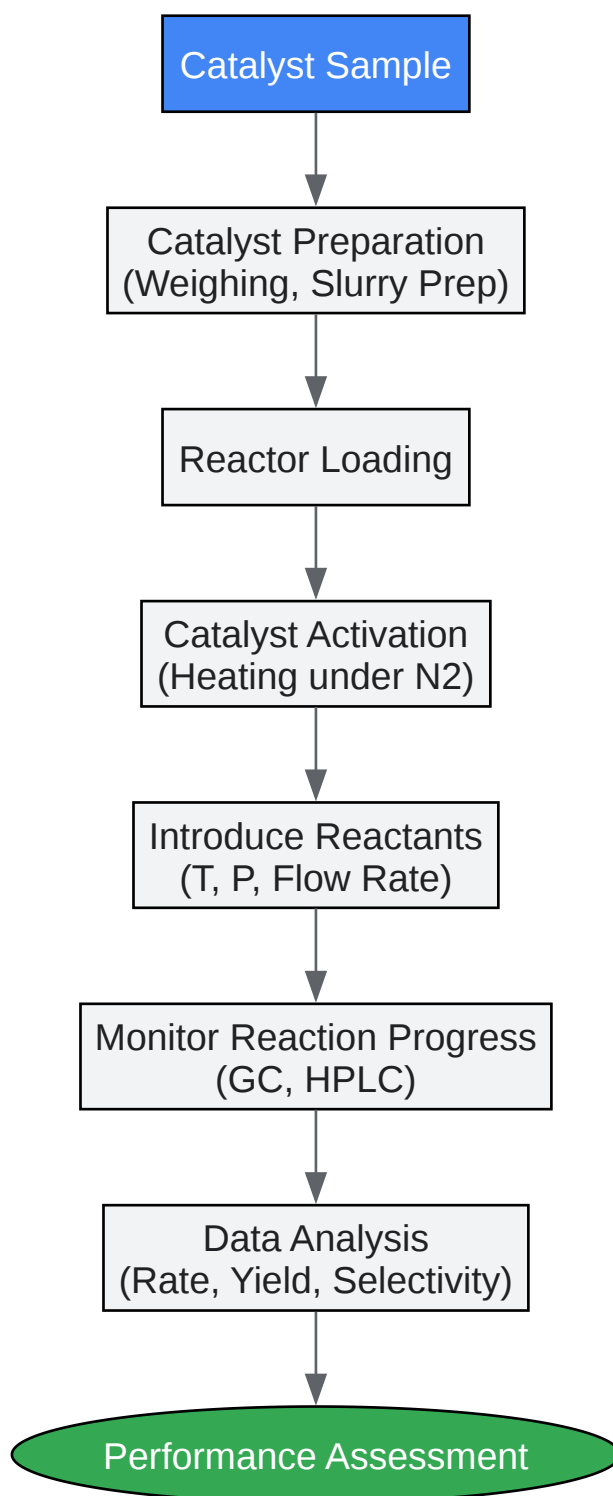 Catalyst Sample
Catalyst Preparation
(Weighing, Slurry Prep)
Reactor Loading
Catalyst Activation
(Heating under N2)
Introduce Reactants
(T, P, Flow Rate)
Monitor Reaction Progress
(GC, HPLC)
Data Analysis
(Rate, Yield, Selectivity)
Performance Assessment